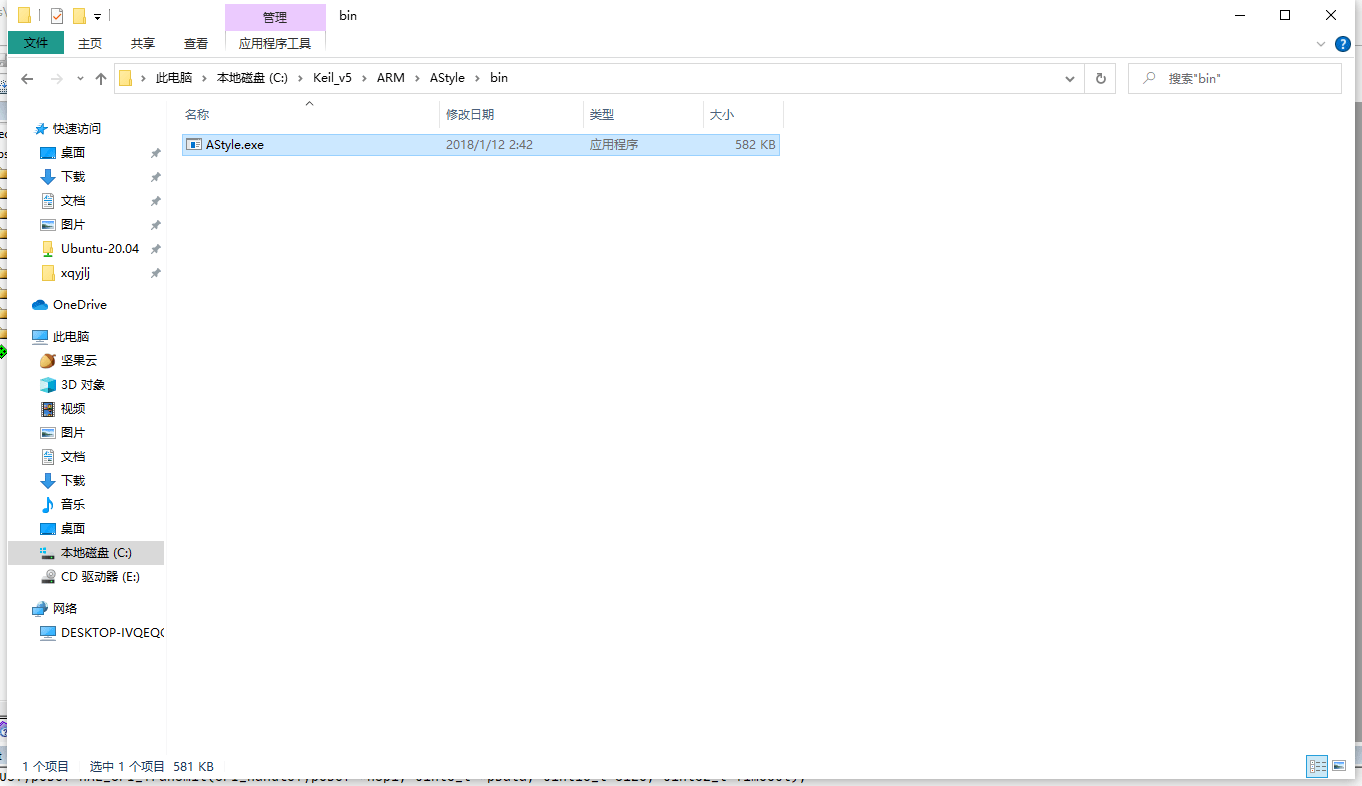 管理
bin
文件
主页
共享
查看
应用程序工具
此电脑 › 本地磁盘 (C:) › Keil_v5 › ARM › AStyle › bin
搜索"bin"
名称 修改日期 类型 大小
AStyle.exe 2018/1/12 2:42 应用程序 582 KB
快速访问
桌面
下载
文档
图片
Ubuntu-20.04
xqyjlj
OneDrive
此电脑
坚果云
3D 对象
视频
图片
文档
下载
音乐
桌面
本地磁盘 (C:)
CD 驱动器 (E:)
网络
1 个项目 选中 1 个项目 581 KB